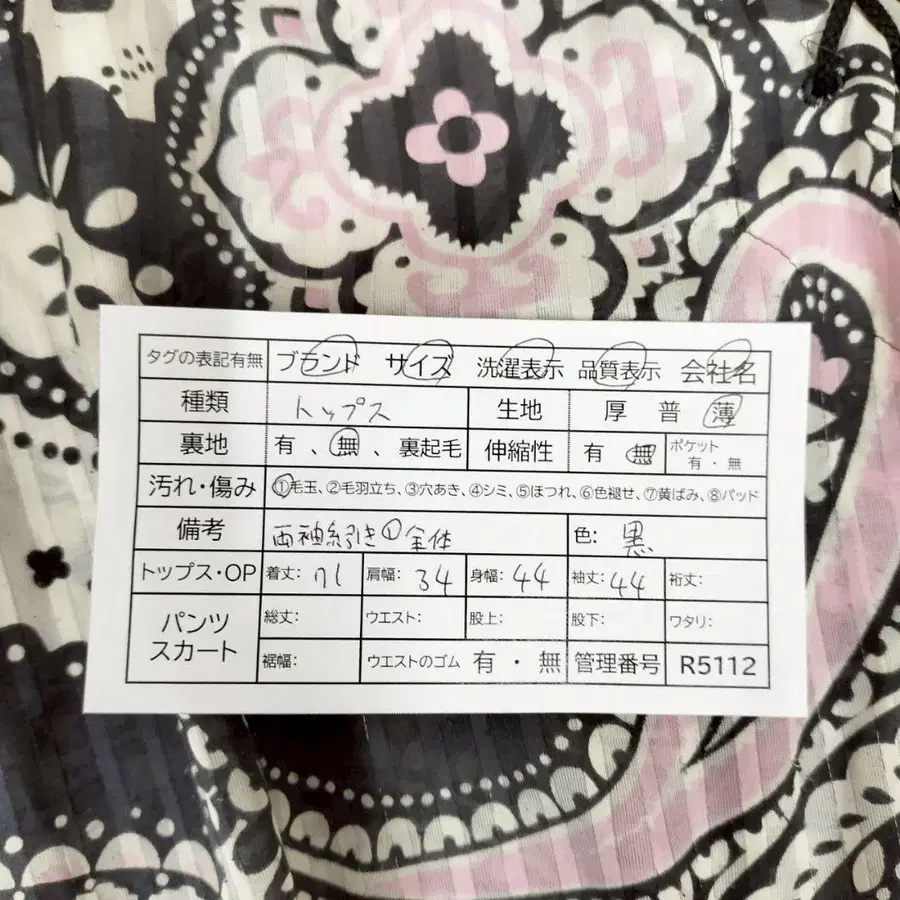 タグの表記有無 ブランド サイズ 洗濯表示 品質表示 会社名
種類 トップス 生地 厚 普 薄
裏地 有、無、裏起毛 伸縮性 有 無 ポケット 有・無
汚れ・傷み ①毛玉、②毛羽立ち、③穴あき、④シミ、⑤ほつれ、⑥色褪せ、⑦黄ばみ、⑧パッド
備考 両袖糸引き①全体 色: 黒
トップス・OP 着丈: 71 肩幅: 34 身幅: 44 袖丈: 44 裄丈:
パンツ スカート 総丈: ウエスト: 股上: 股下: ワタリ:
裾幅: ウエストのゴム 有・無 管理番号 R5112